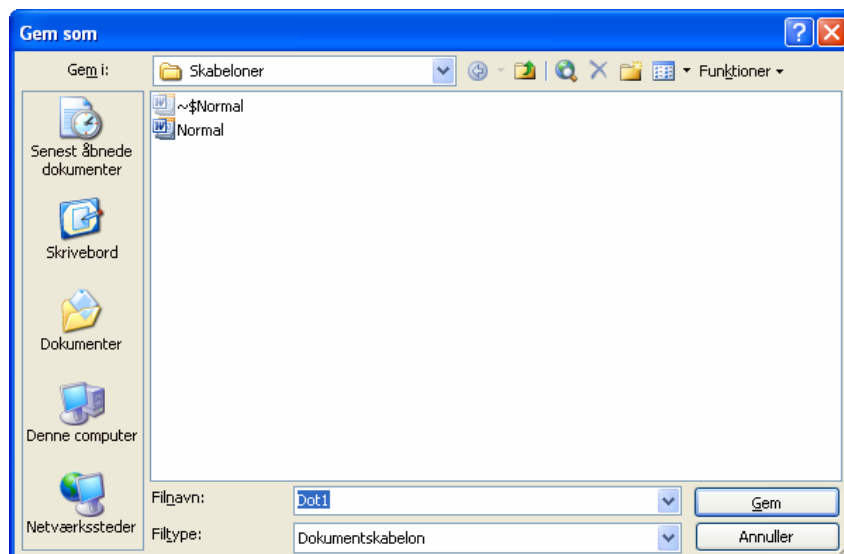 Gem som
Gem i:
Skabeloner
Funktioner
~$Normal
Normal
Senest åbnede
dokumenter
Skrivebord
Dokumenter
Denne computer
Netværkssteder
Filnavn:
Dot1
Gem
Filtype:
Dokumentskabelon
Annuller